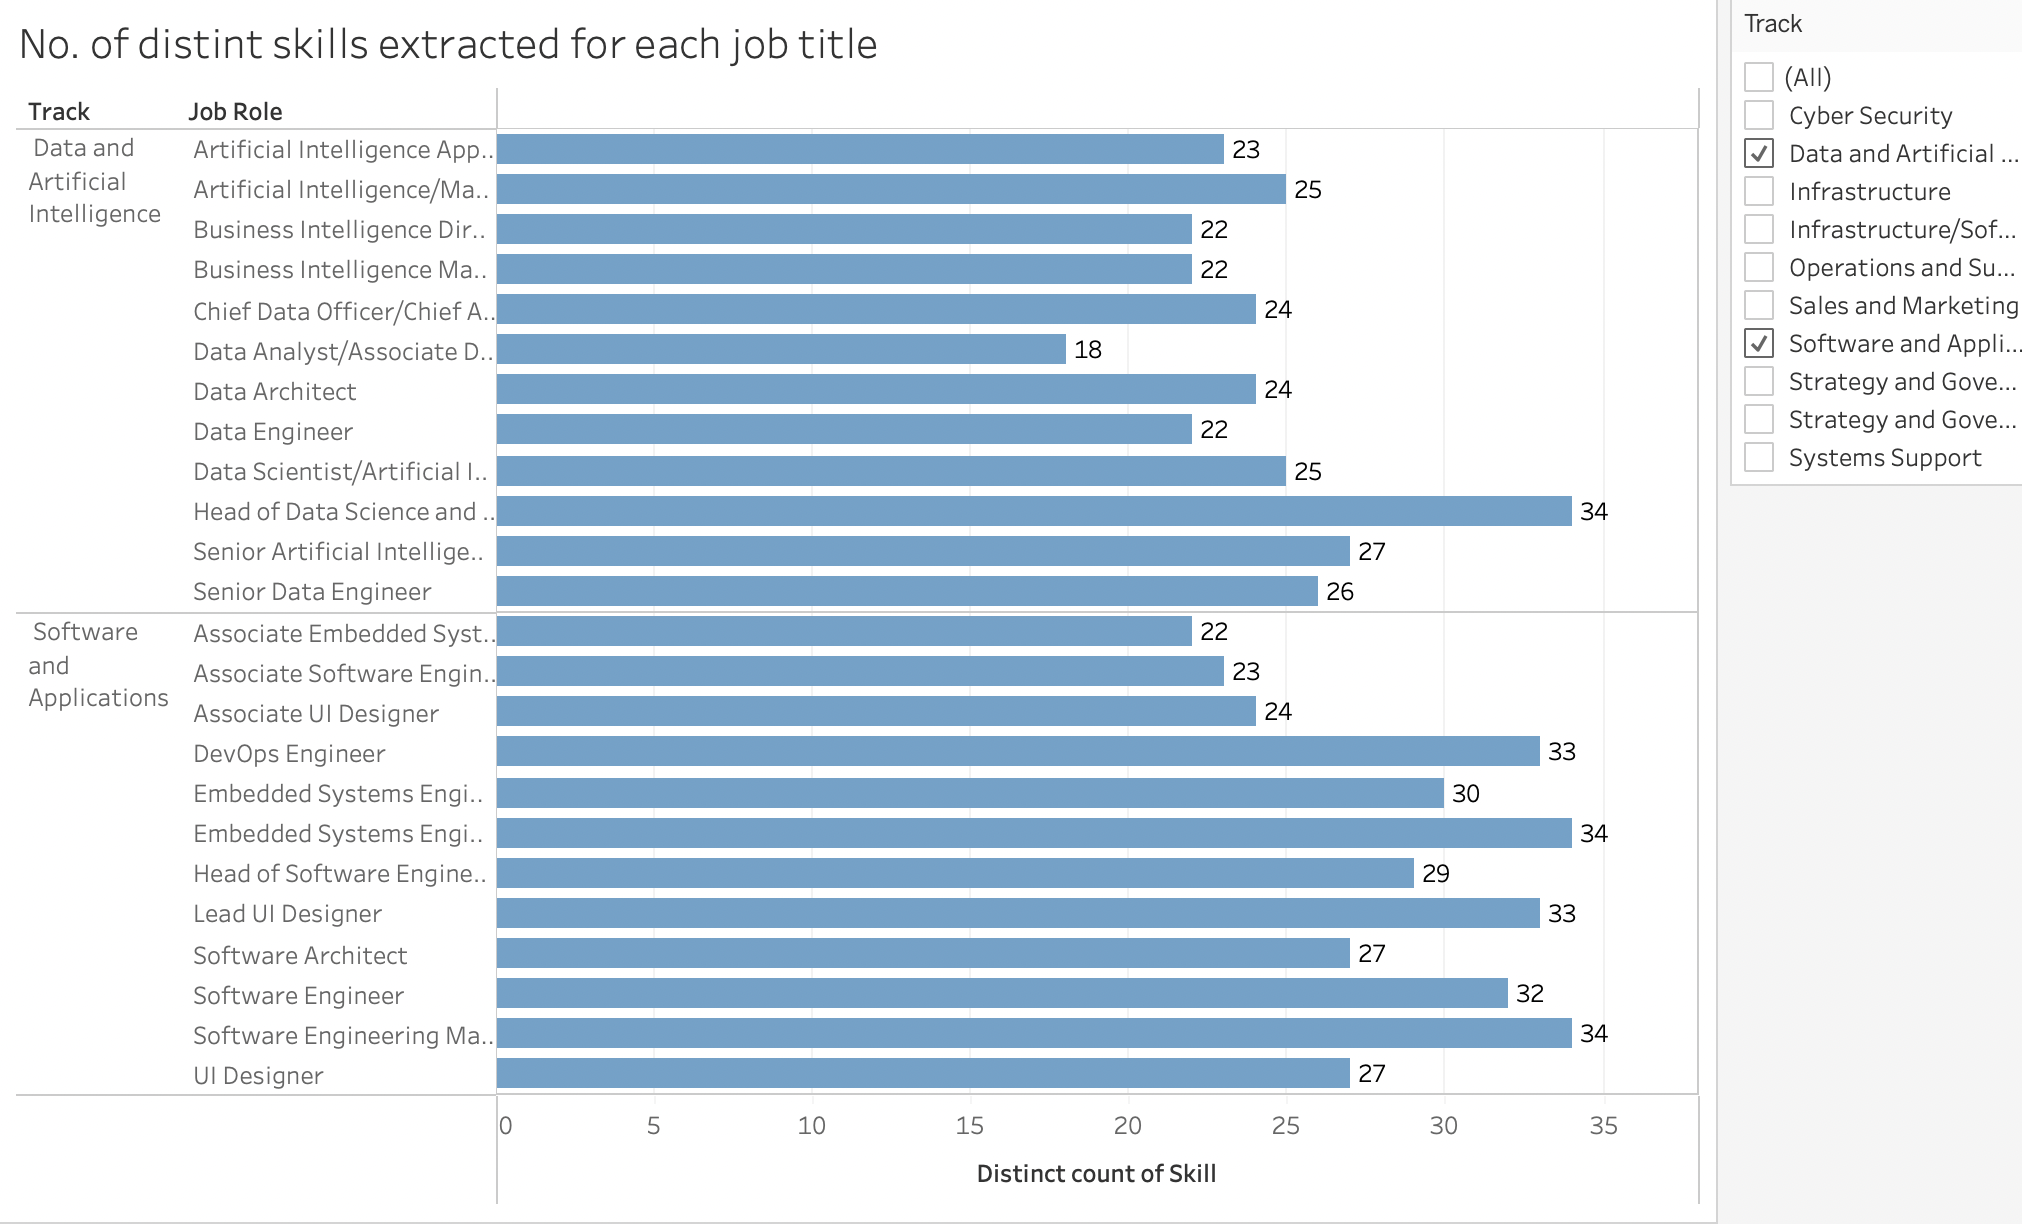 No. of distint skills extracted for each job title
Track Job Role
Data and
Artificial
Intelligence
Artificial Intelligence App.. 23
Artificial Intelligence/Ma.. 25
Business Intelligence Dir.. 22
Business Intelligence Ma.. 22
Chief Data Officer/Chief A.. 24
Data Analyst/Associate D.. 18
Data Architect 24
Data Engineer 22
Data Scientist/Artificial I.. 25
Head of Data Science and .. 34
Senior Artificial Intellige.. 27
Senior Data Engineer 26
Software
and
Applications
Associate Embedded Syst.. 22
Associate Software Engin.. 23
Associate UI Designer 24
DevOps Engineer 33
Embedded Systems Engi.. 30
Embedded Systems Engi.. 34
Head of Software Engine.. 29
Lead UI Designer 33
Software Architect 27
Software Engineer 32
Software Engineering Ma.. 34
UI Designer 27
0 5 10 15 20 25 30 35
Distinct count of Skill
Track
(All)
Cyber Security
Data and Artificial ...
Infrastructure
Infrastructure/Sof...
Operations and Su...
Sales and Marketing
Software and Appli...
Strategy and Gove...
Strategy and Gove...
Systems Support